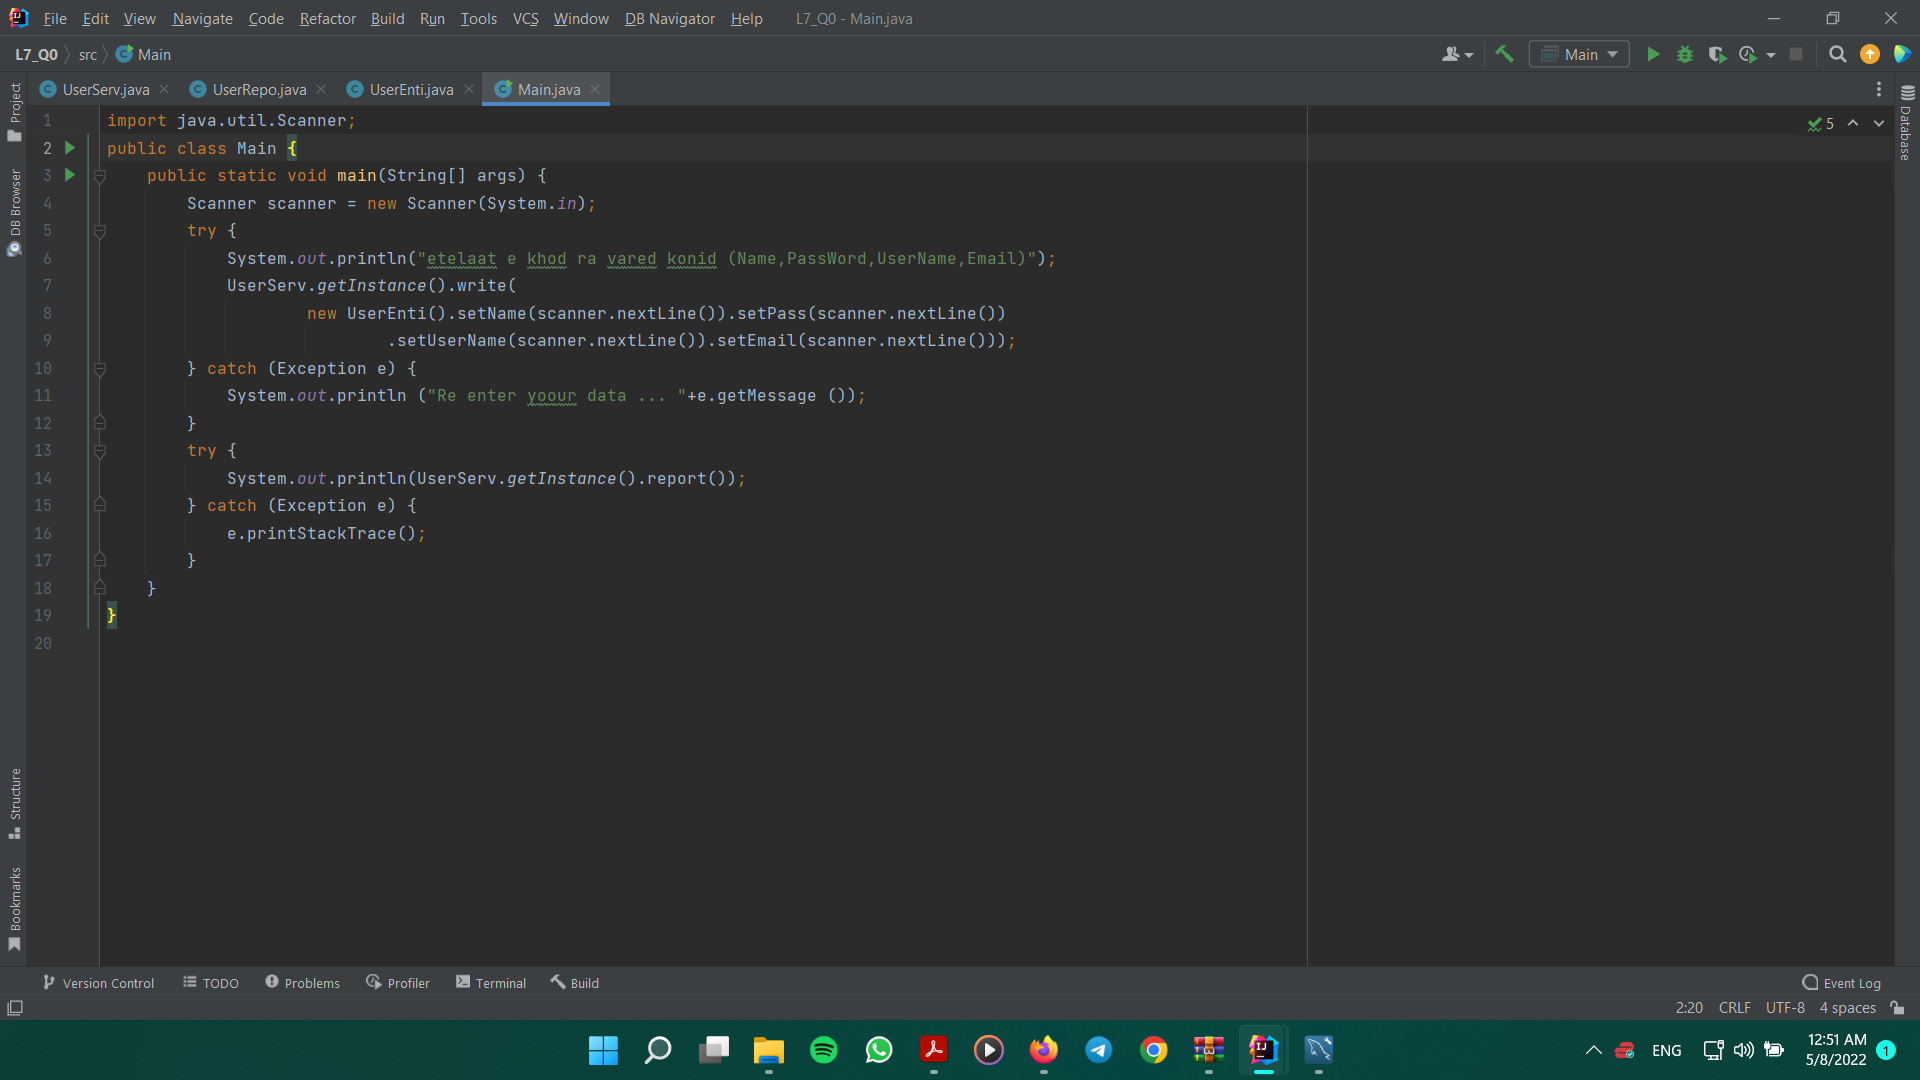 File Edit View Navigate Code Refactor Build Run Tools VCS Window DB Navigator Help L7_Q0 - Main.java
L7_Q0 src Main
Main
UserServ.java UserRepo.java UserEnti.java Main.java
Project
DB Browser
Structure
Bookmarks
Database
5
1 import java.util.Scanner;
2 public class Main {
3 public static void main(String[] args) {
4 Scanner scanner = new Scanner(System.in);
5 try {
6 System.out.println("etelaat e khod ra vared konid (Name,PassWord,UserName,Email)");
7 UserServ.getInstance().write(
8 new UserEnti().setName(scanner.nextLine()).setPass(scanner.nextLine())
9 .setUserName(scanner.nextLine()).setEmail(scanner.nextLine()));
10 } catch (Exception e) {
11 System.out.println ("Re enter yoour data ... "+e.getMessage ());
12 }
13 try {
14 System.out.println(UserServ.getInstance().report());
15 } catch (Exception e) {
16 e.printStackTrace();
17 }
18 }
19 }
20
Version Control TODO Problems Profiler Terminal Build Event Log
2:20 CRLF UTF-8 4 spaces
ENG
12:51 AM
5/8/2022
1